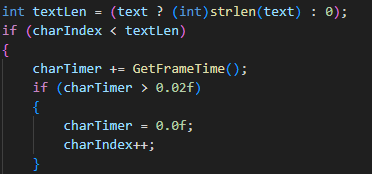 int textLen = (text ? (int)strlen(text) : 0);
if (charIndex < textLen)
{
    charTimer += GetFrameTime();
    if (charTimer > 0.02f)
    {
        charTimer = 0.0f;
        charIndex++;
    }